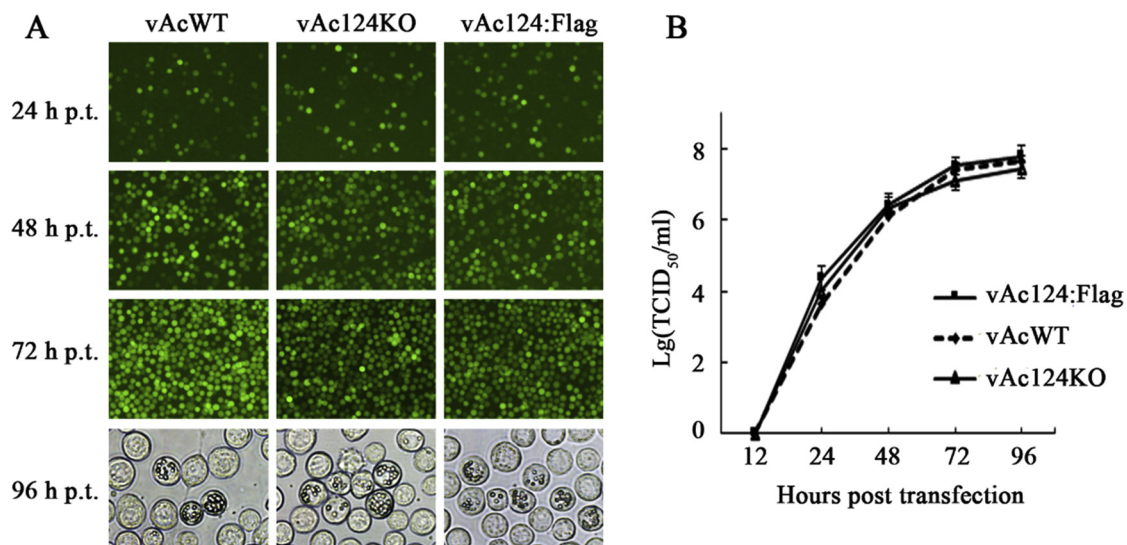 A
vAcWT
vAc124KO
vAc124:Flag
24 h p.t.
48 h p.t.
72 h p.t.
96 h p.t.
B
Lg(TCID50/ml)
8
6
4
2
0
12 24 48 72 96
Hours post transfection
vAc124:Flag
vAcWT
vAc124KO